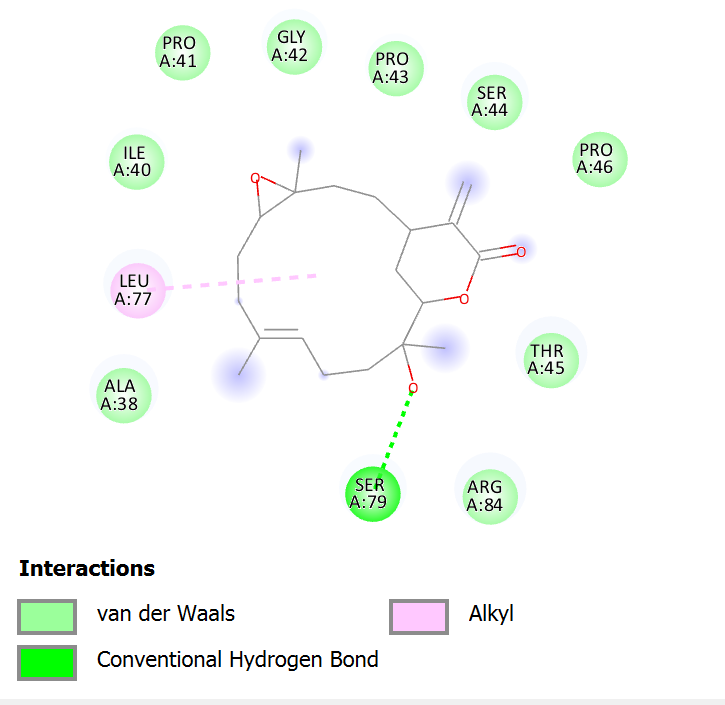 PRO
A:41
GLY
A:42
PRO
A:43
SER
A:44
PRO
A:46
ILE
A:40
O
O
LEU
A:77
O
THR
A:45
ALA
A:38
O
SER
A:79
ARG
A:84
Interactions
van der Waals
Alkyl
Conventional Hydrogen Bond